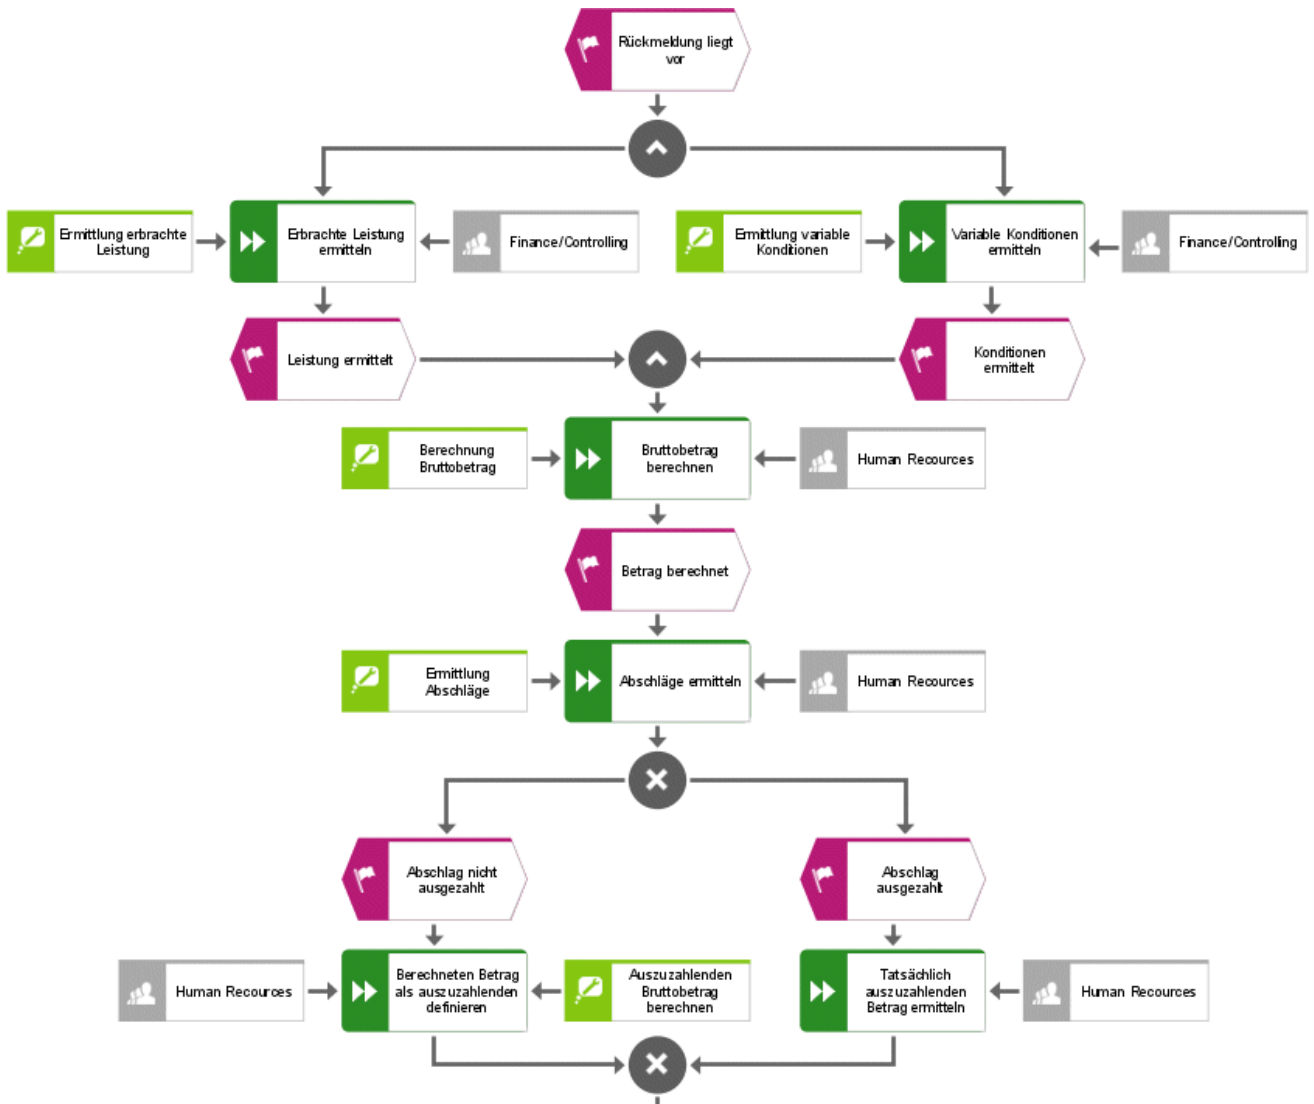 Rückmeldung liegt
vor
Ermittlung erbrachte
Leistung
Erbrachte Leistung
ermitteln
Finance/Controlling
Ermittlung variable
Konditionen
Variable Konditionen
ermitteln
Finance/Controlling
Leistung ermittelt
Konditionen
ermittelt
Berechnung
Bruttobetrag
Bruttobetrag
berechnen
Human Recources
Betrag berechnet
Ermittlung
Abschläge
Abschläge ermitteln
Human Recources
Abschlag nicht
ausgezahlt
Abschlag
ausgezahlt
Human Recources
Berechneten Betrag
als auszuzahlenden
definieren
Auszuzahlenden
Bruttobetrag
berechnen
Tatsächlich
auszuzahlenden
Betrag ermitteln
Human Recources